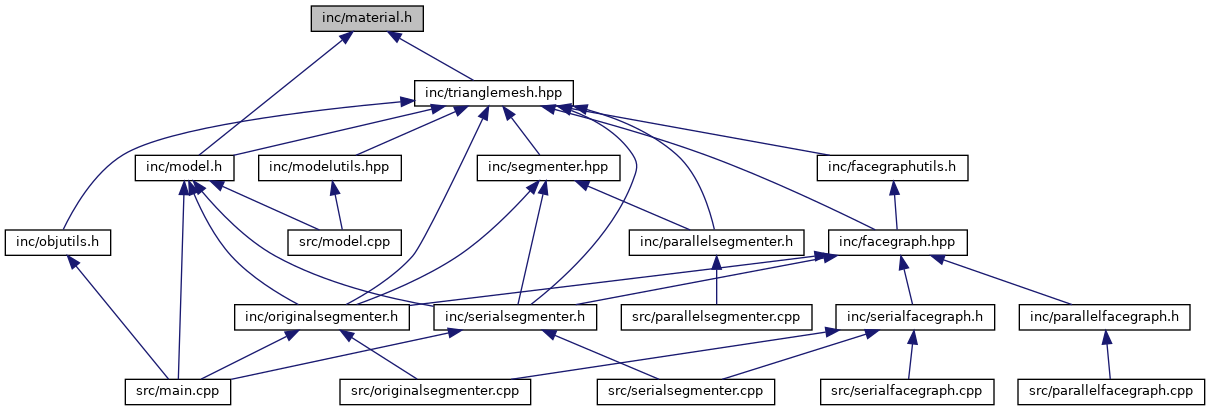 inc/material.h
inc/trianglemesh.hpp
inc/model.h
inc/modelutils.hpp
inc/segmenter.hpp
inc/facegraphutils.h
inc/objutils.h
src/model.cpp
inc/parallelsegmenter.h
inc/facegraph.hpp
inc/originalsegmenter.h
inc/serialsegmenter.h
src/parallelsegmenter.cpp
inc/serialfacegraph.h
inc/parallelfacegraph.h
src/main.cpp
src/originalsegmenter.cpp
src/serialsegmenter.cpp
src/serialfacegraph.cpp
src/parallelfacegraph.cpp